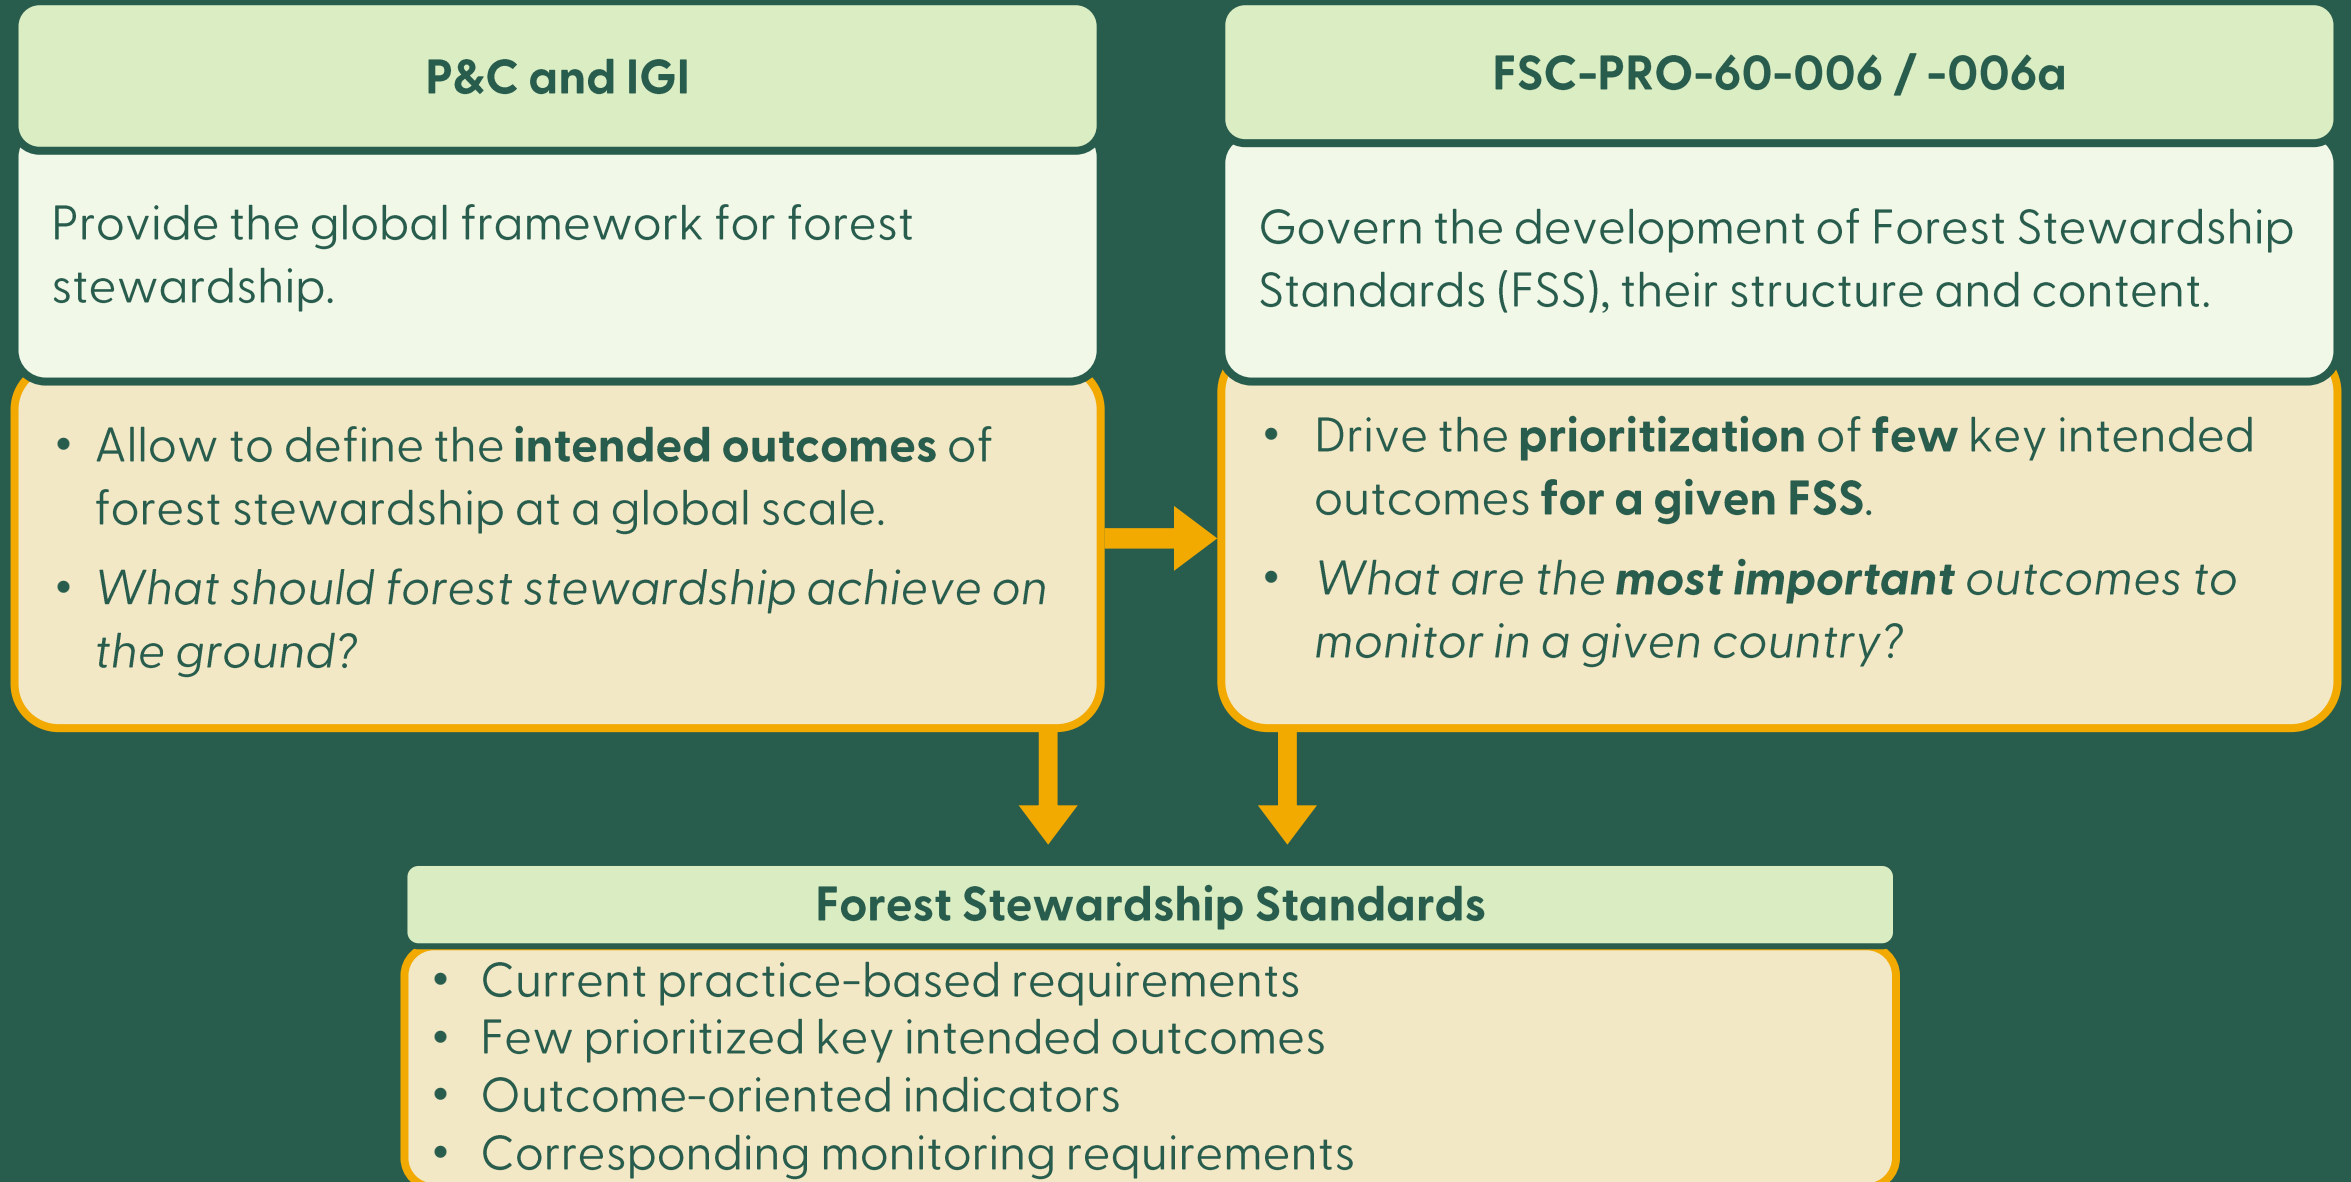 P&C and IGI
Provide the global framework for forest
stewardship.
• Allow to define the intended outcomes of
forest stewardship at a global scale.
• What should forest stewardship achieve on
the ground?
FSC-PRO-60-006 / -006a
Govern the development of Forest Stewardship
Standards (FSS), their structure and content.
• Drive the prioritization of few key intended
outcomes for a given FSS.
• What are the most important outcomes to
monitor in a given country?
Forest Stewardship Standards
• Current practice-based requirements
• Few prioritized key intended outcomes
• Outcome-oriented indicators
• Corresponding monitoring requirements